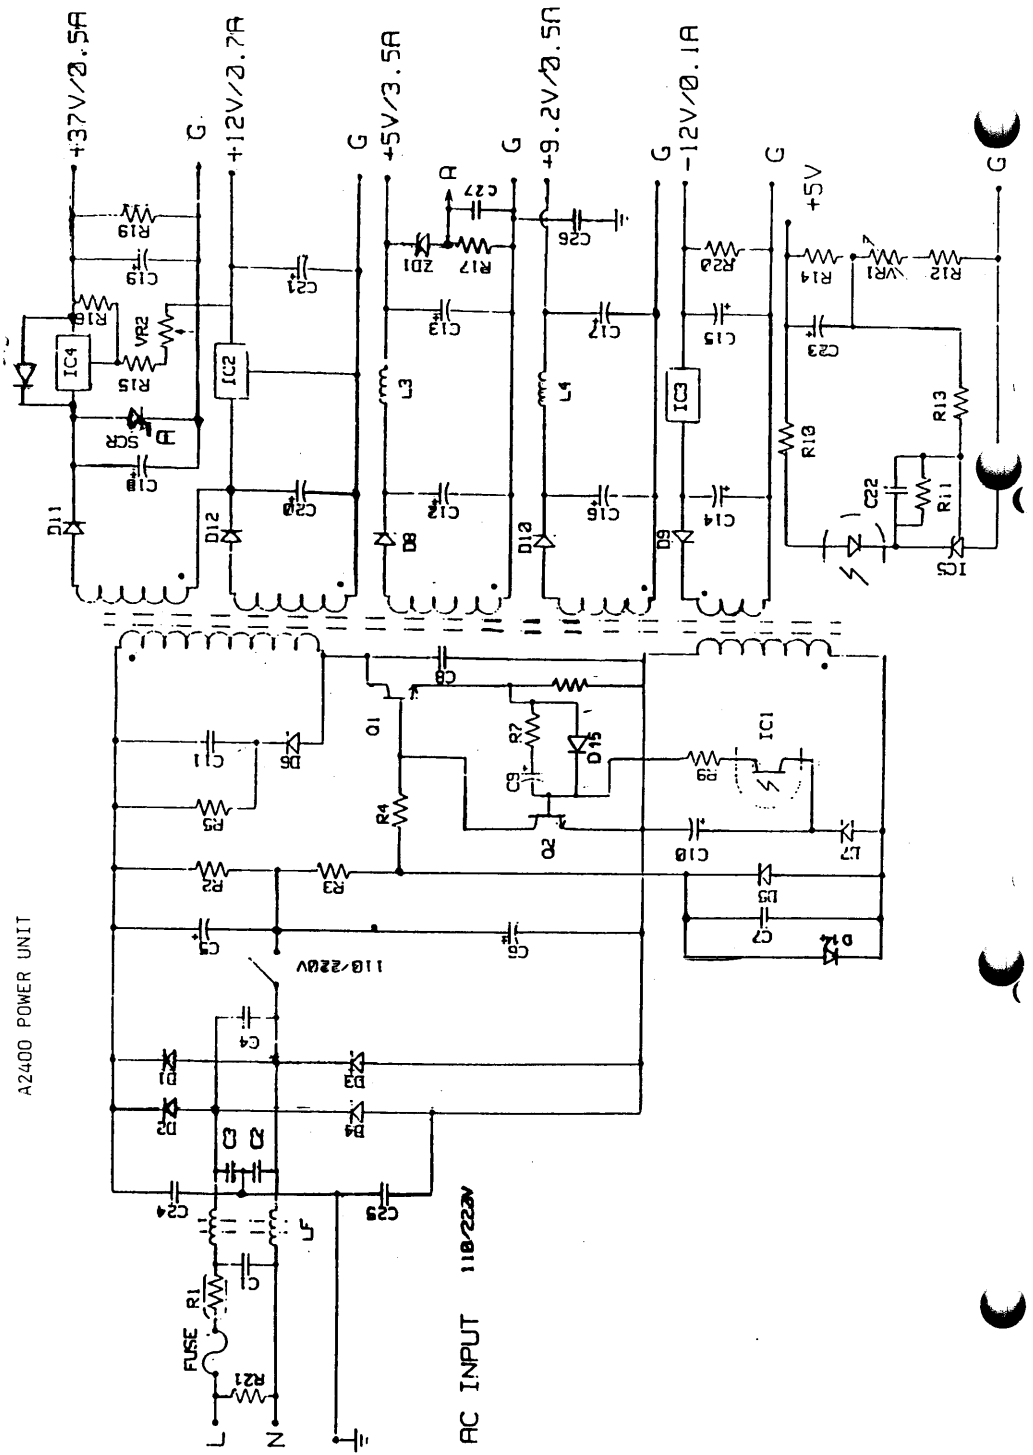 A2400 POWER UNIT
+37V/0.5A
G
+12V/0.7A
G
+5V/3.5A
A
G
+9.2V/0.5A
G
-12V/0.1A
G
+5V
G
D11
C18
SCR
A
IC4
R16
R15
VR2
C19
R19
D12
C20
IC2
C21
D8
C12
L3
C13
ZD1
R17
C27
C26
D10
C16
L4
C17
D9
C14
IC3
C15
R20
R10
C23
R14
VR1
R12
R13
C22
R11
IC5
C11
R5
D6
Q1
C8
R4
R7
C9
D15
Q2
R9
IC1
C10
D7
D5
C7
D14
R2
R3
C5
C6
110/220V
C4
D1
D3
D2
D4
C3
C2
C24
C25
LF
C1
R1
FUSE
R21
L
N
AC INPUT 110/220V